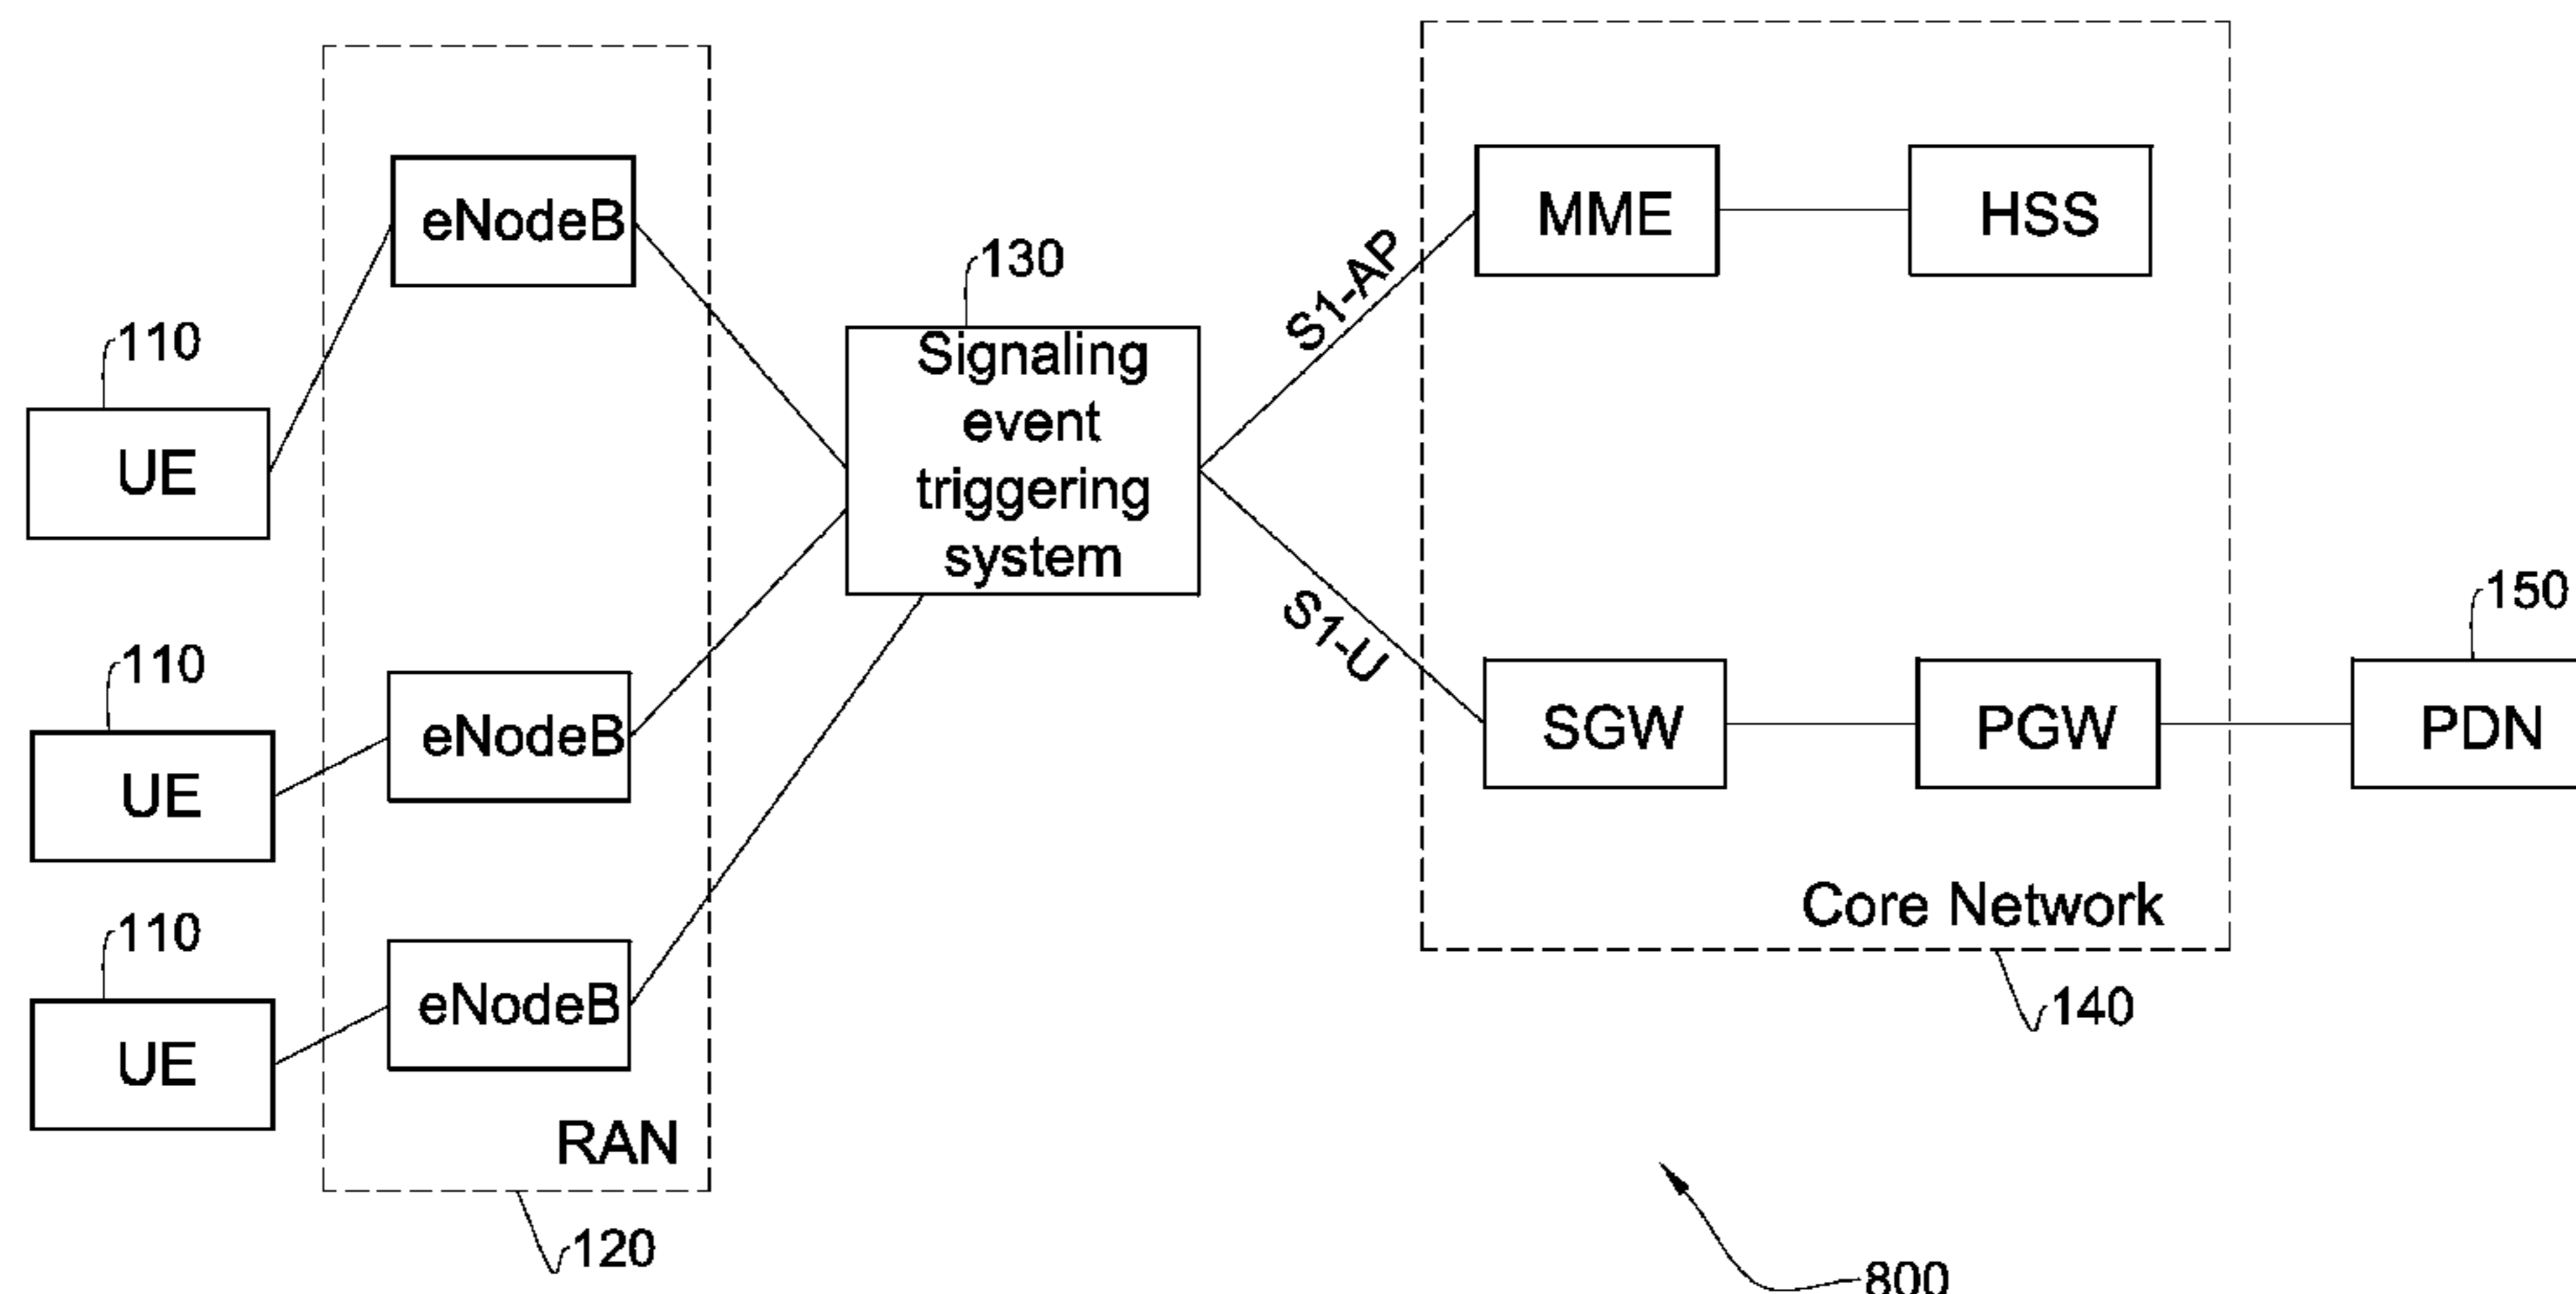 eNodeB
MME
HSS
130
S1-AP
110
Signaling
event
triggering
system
UE
150
S1-U
110
eNodeB
SGW
PGW
PDN
UE
Core Network
110
eNodeB
140
UE
RAN
120
800